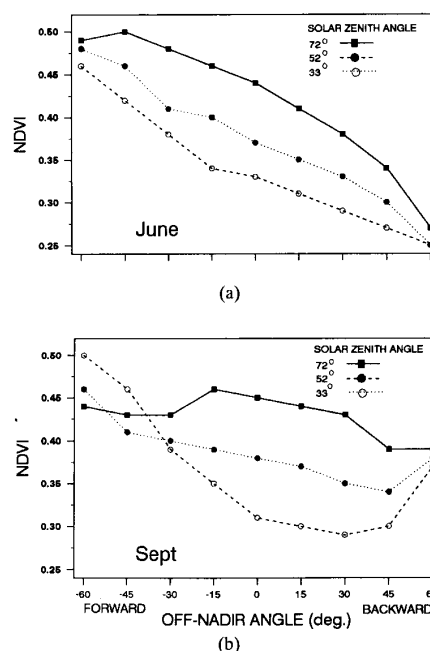 0.50
0.45
0.40
0.35
0.30
0.25
NDVI
SOLAR ZENITH ANGLE
72°
52°
33°
June
(a)
0.50
0.45
0.40
0.35
0.30
0.25
NDVI
SOLAR ZENITH ANGLE
72°
52°
33°
Sept
-60 -45 -30 -15 0 15 30 45
FORWARD BACKWARD
OFF-NADIR ANGLE (deg.)
(b)